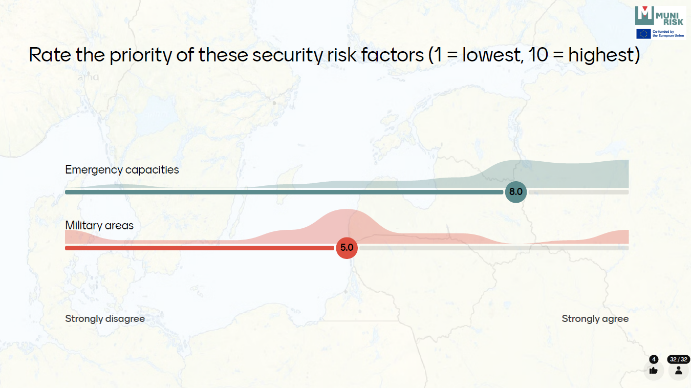 MUNI
RISK
Co-funded by
the European Union
Rate the priority of these security risk factors (1 = lowest, 10 = highest)
Emergency capacities
8.0
Military areas
5.0
Strongly disagree
Strongly agree
4
32 / 32